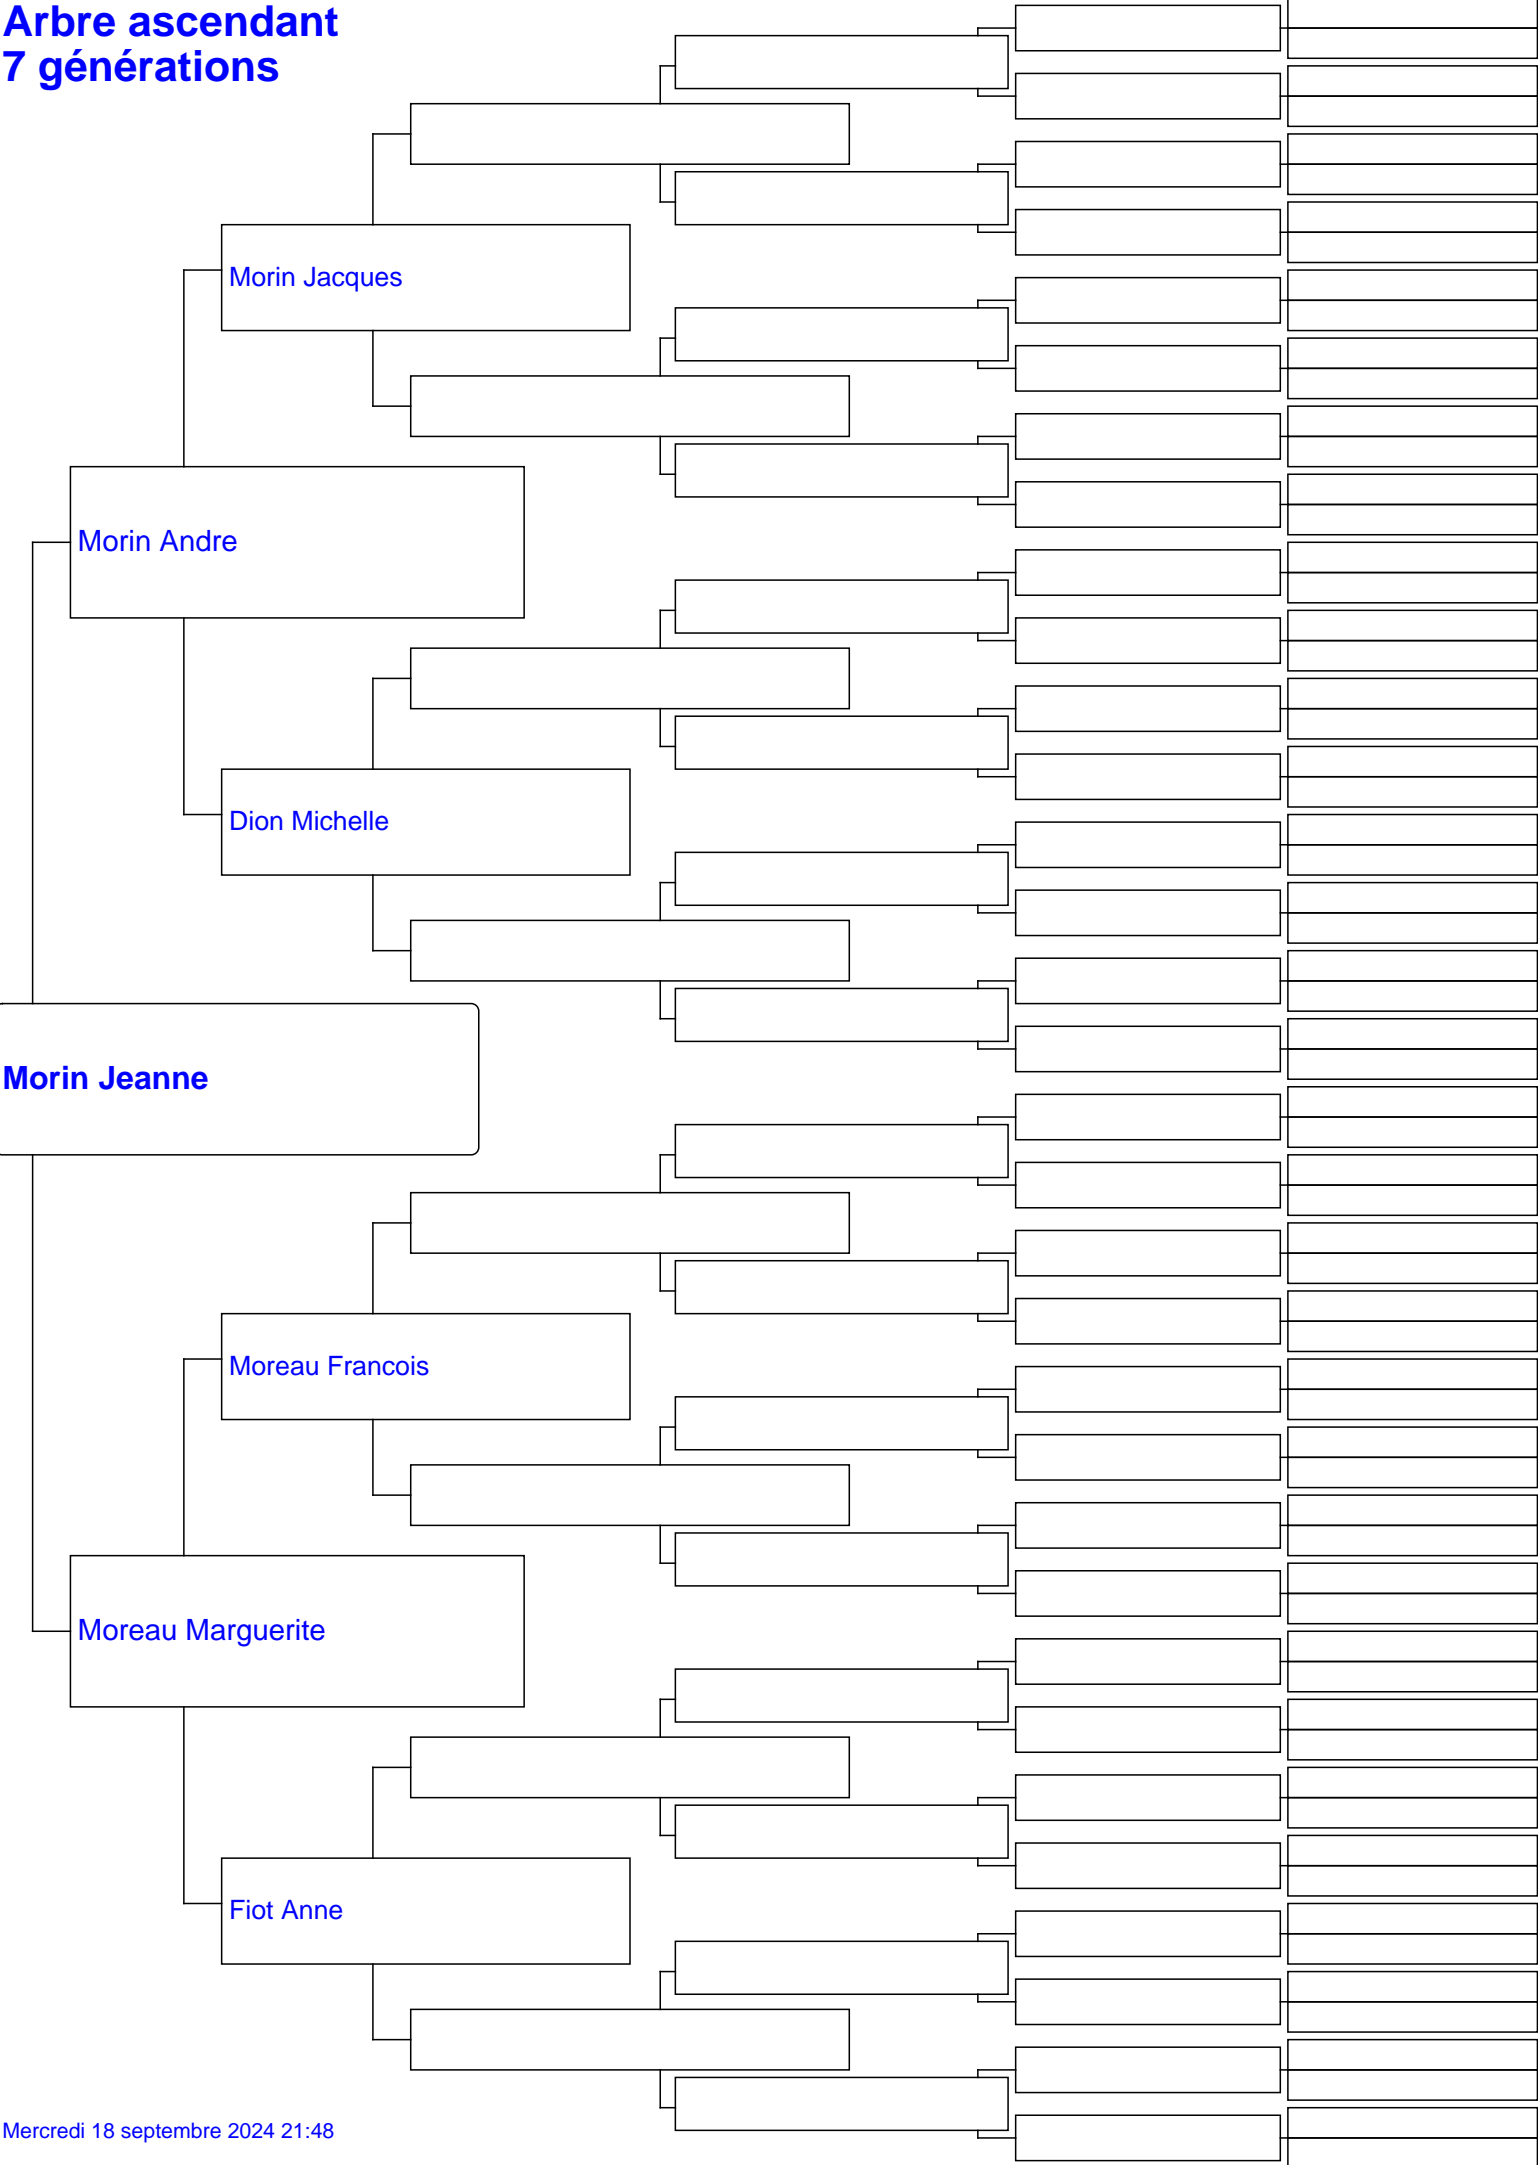 Arbre ascendant
7 générations
Morin Jacques
Morin Andre
Dion Michelle
Morin Jeanne
Moreau Francois
Moreau Marguerite
Fiot Anne
Mercredi 18 septembre 2024 21:48